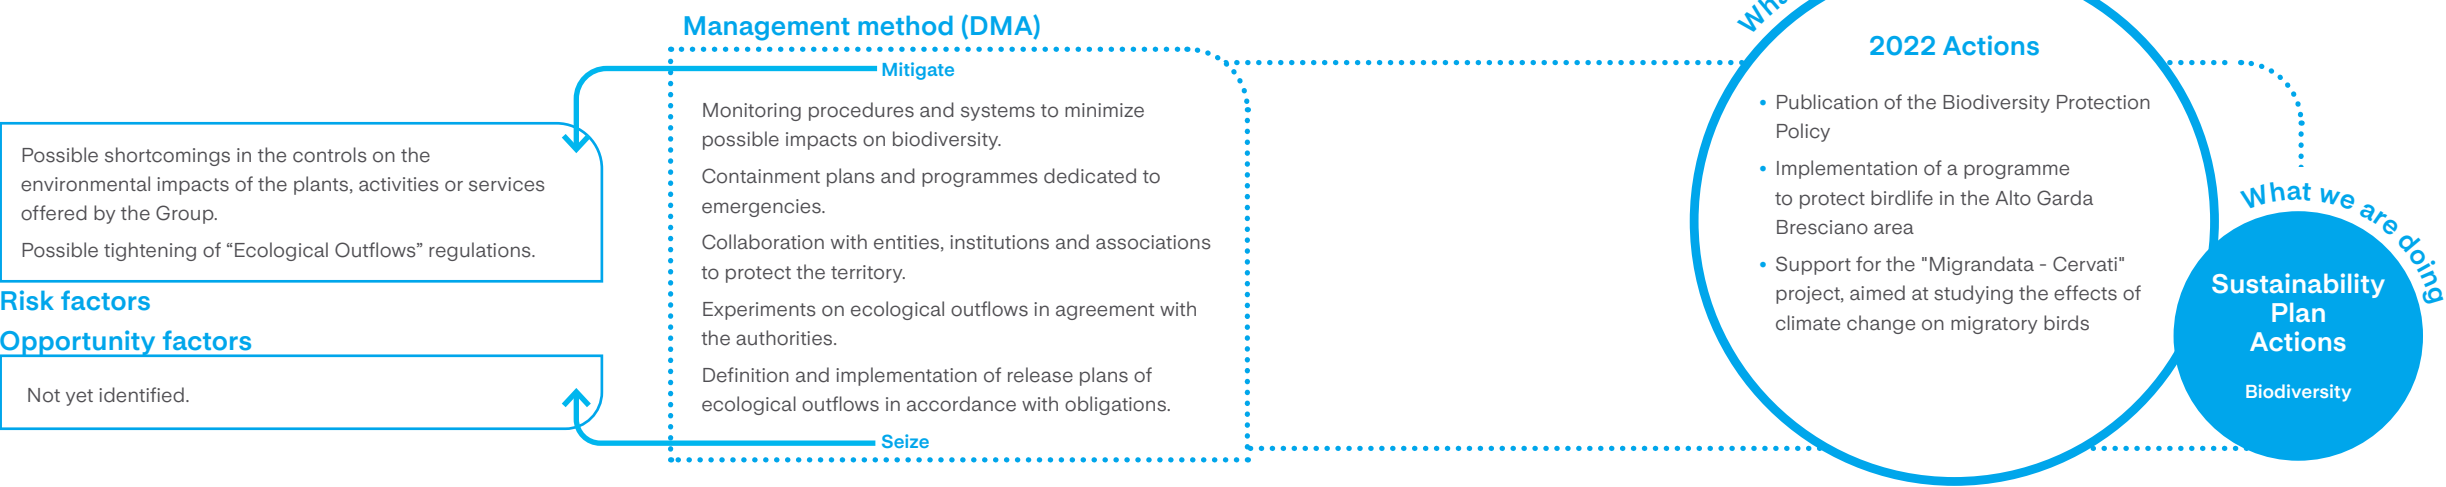 Possible shortcomings in the controls on the
environmental impacts of the plants, activities or services
offered by the Group.
Possible tightening of “Ecological Outflows” regulations.
Risk factors
Opportunity factors
Not yet identified.
Management method (DMA)
Mitigate
Monitoring procedures and systems to minimize
possible impacts on biodiversity.
Containment plans and programmes dedicated to
emergencies.
Collaboration with entities, institutions and associations
to protect the territory.
Experiments on ecological outflows in agreement with
the authorities.
Definition and implementation of release plans of
ecological outflows in accordance with obligations.
Seize
2022 Actions
• Publication of the Biodiversity Protection
Policy
• Implementation of a programme
to protect birdlife in the Alto Garda
Bresciano area
• Support for the "Migrandata - Cervati"
project, aimed at studying the effects of
climate change on migratory birds
What we are doing
Sustainability
Plan
Actions
Biodiversity